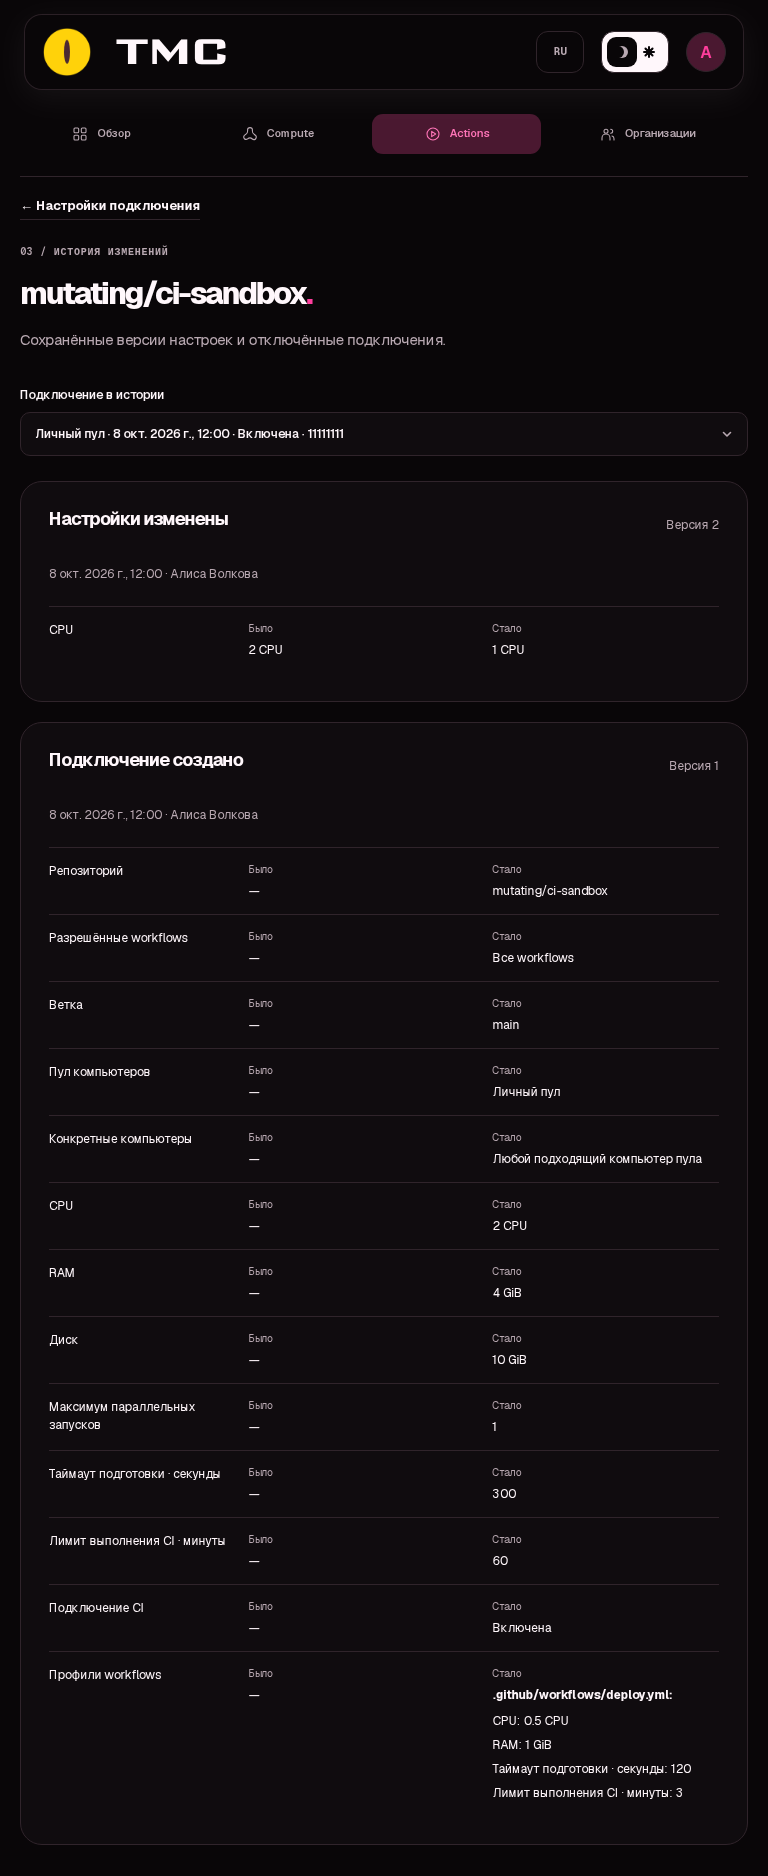 TMC
RU
A
Обзор
Compute
Actions
Организации
← Настройки подключения
03 / ИСТОРИЯ ИЗМЕНЕНИЙ
mutating/ci-sandbox.
Сохранённые версии настроек и отключённые подключения.
Подключение в истории
Личный пул · 8 окт. 2026 г., 12:00 · Включена · 11111111
Настройки изменены
Версия 2
8 окт. 2026 г., 12:00 · Алиса Волкова
CPU
Было
2 CPU
Стало
1 CPU
Подключение создано
Версия 1
8 окт. 2026 г., 12:00 · Алиса Волкова
Репозиторий
Было
—
Стало
mutating/ci-sandbox
Разрешённые workflows
Было
—
Стало
Все workflows
Ветка
Было
—
Стало
main
Пул компьютеров
Было
—
Стало
Личный пул
Конкретные компьютеры
Было
—
Стало
Любой подходящий компьютер пула
CPU
Было
—
Стало
2 CPU
RAM
Было
—
Стало
4 GiB
Диск
Было
—
Стало
10 GiB
Максимум параллельных
запусков
Было
—
Стало
1
Таймаут подготовки · секунды
Было
—
Стало
300
Лимит выполнения CI · минуты
Было
—
Стало
60
Подключение CI
Было
—
Стало
Включена
Профили workflows
Было
—
Стало
.github/workflows/deploy.yml:
CPU: 0.5 CPU
RAM: 1 GiB
Таймаут подготовки · секунды: 120
Лимит выполнения CI · минуты: 3